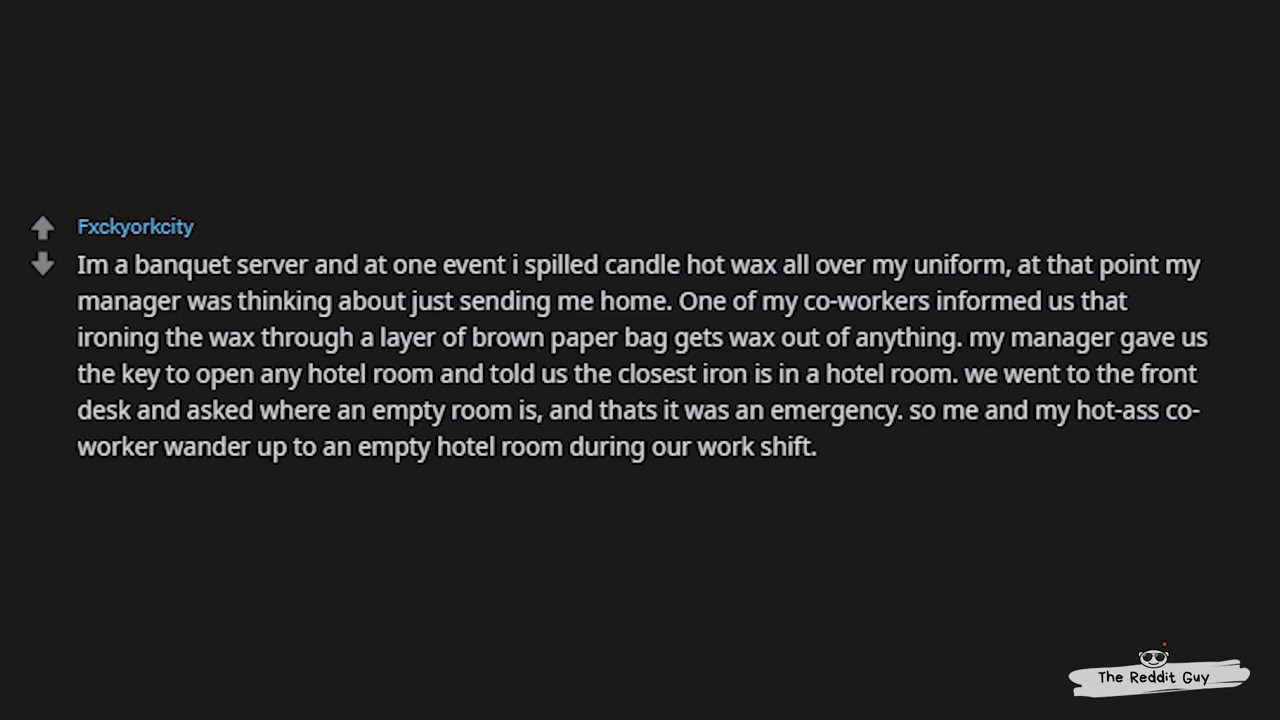 Fxckyorkcity
Im a banquet server and at one event i spilled candle hot wax all over my uniform, at that point my
manager was thinking about just sending me home. One of my co-workers informed us that
ironing the wax through a layer of brown paper bag gets wax out of anything. my manager gave us
the key to open any hotel room and told us the closest iron is in a hotel room. we went to the front
desk and asked where an empty room is, and thats it was an emergency. so me and my hot-ass co-
worker wander up to an empty hotel room during our work shift.
The Reddit Guy